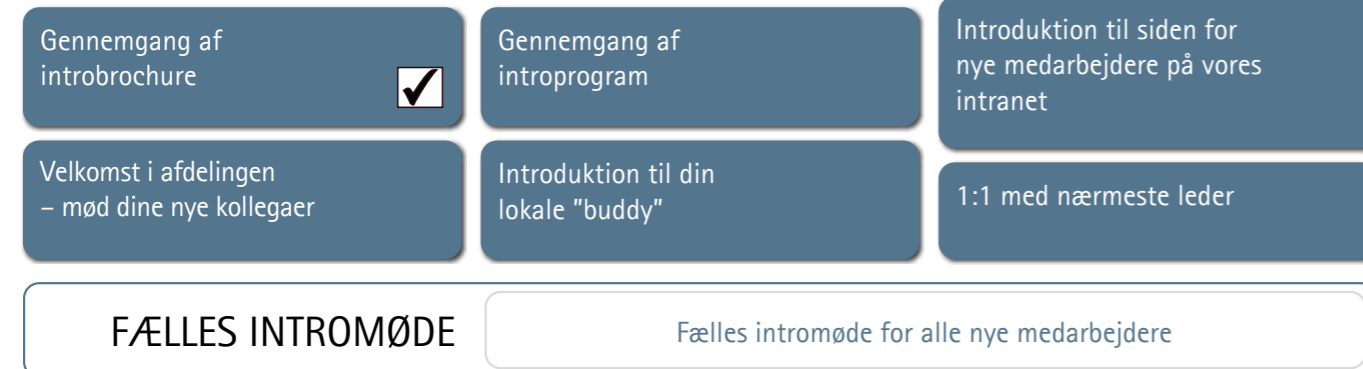 Gennemgang af
introbrochure
Gennemgang af
introprogram
Introduktion til siden for
nye medarbejdere på vores
intranet
Velkomst i afdelingen
– mød dine nye kollegaer
Introduktion til din
lokale "buddy"
1:1 med nærmeste leder
FÆLLES INTROMØDE
Fælles intromøde for alle nye medarbejdere